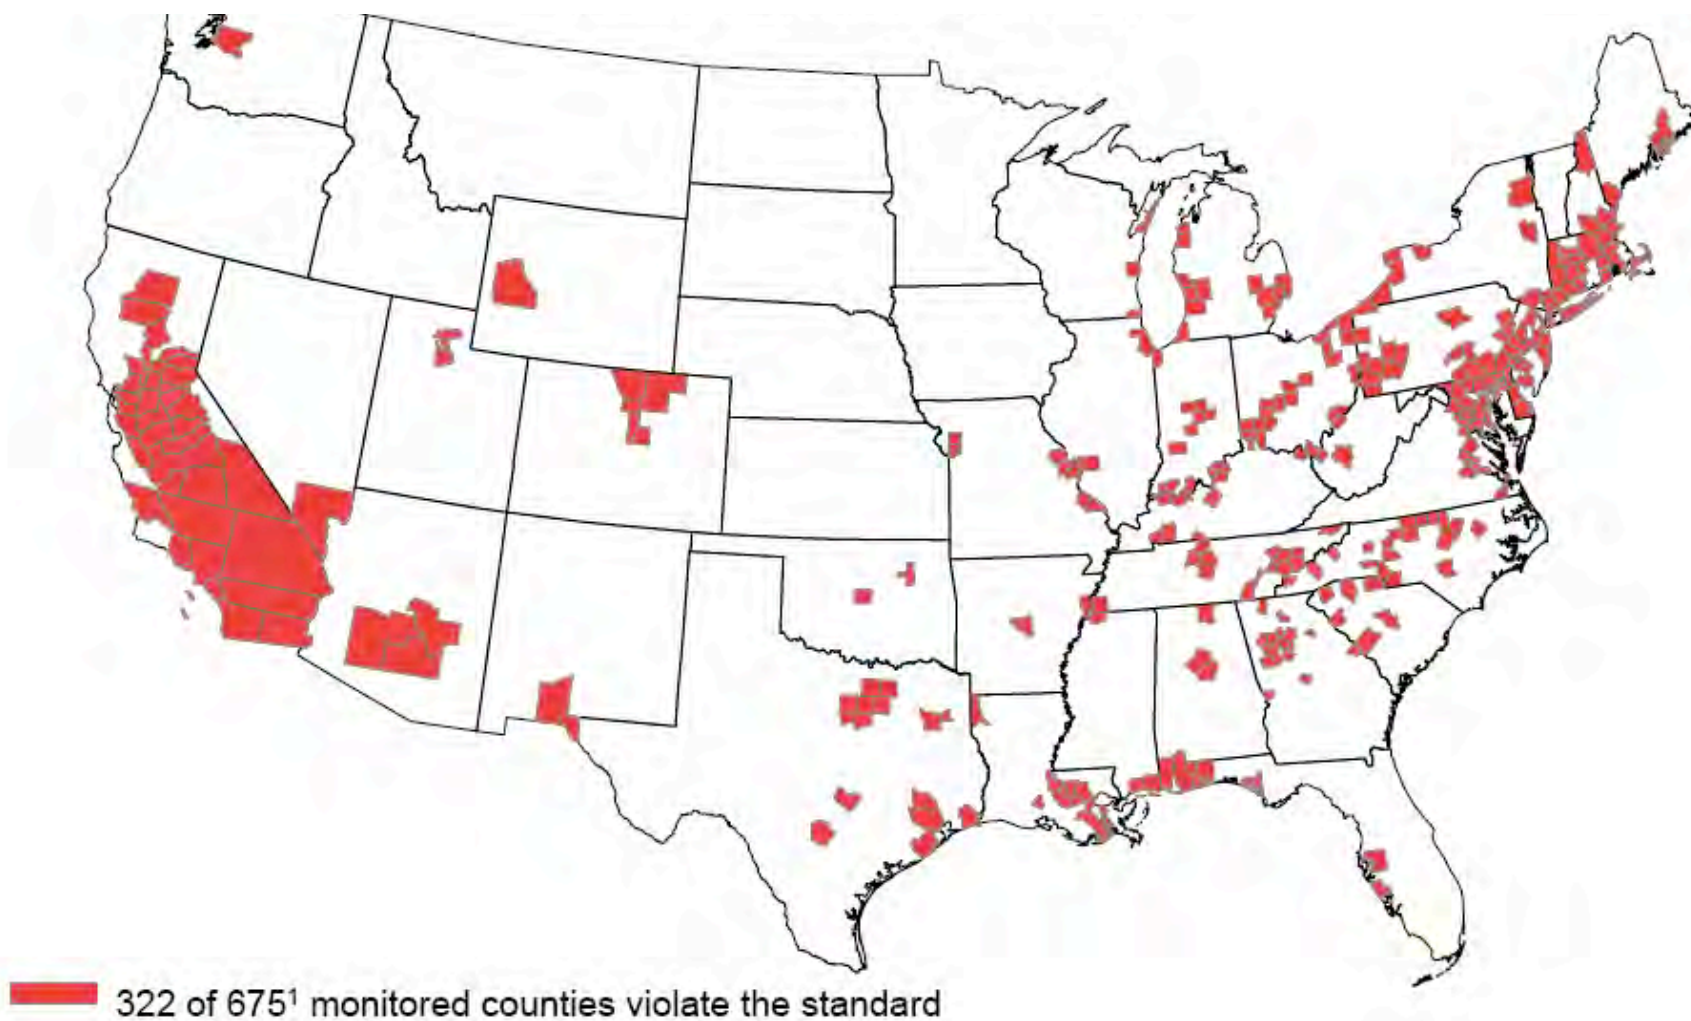 322 of 675¹ monitored counties violate the standard